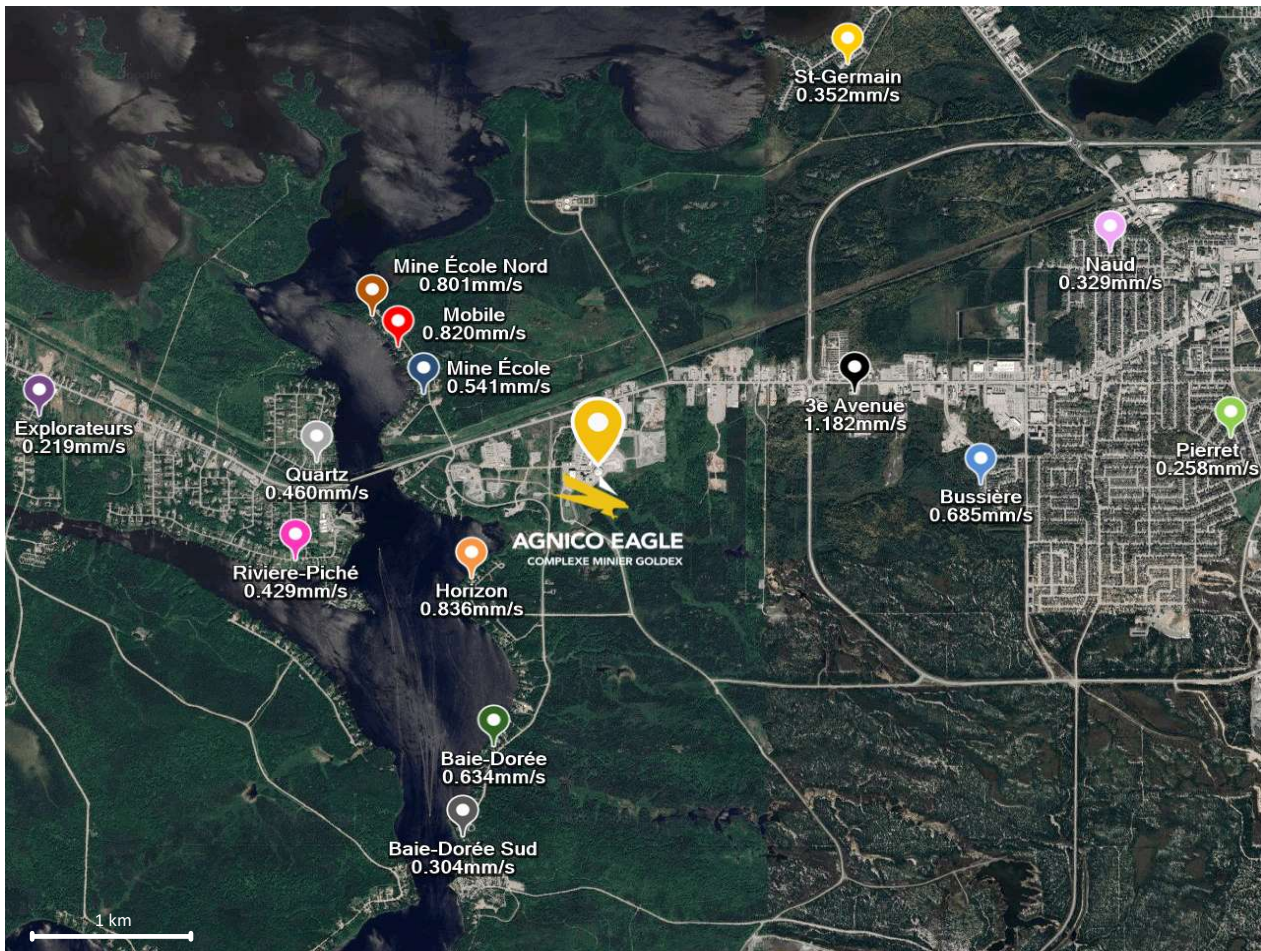 St-Germain
0.352mm/s
Naud
0.329mm/s
Mine École Nord
0.801mm/s
Mobile
0.820mm/s
Mine École
0.541mm/s
3e Avenue
1.182mm/s
Explorateurs
0.219mm/s
Pierret
0.258mm/s
Quartz
0.460mm/s
Bussière
0.685mm/s
AGNICO EAGLE
COMPLEXE MINIER GOLDEX
Riviere-Piché
0.429mm/s
Horizon
0.836mm/s
Baie-Dorée
0.634mm/s
Baie-Dorée Sud
0.304mm/s
1 km